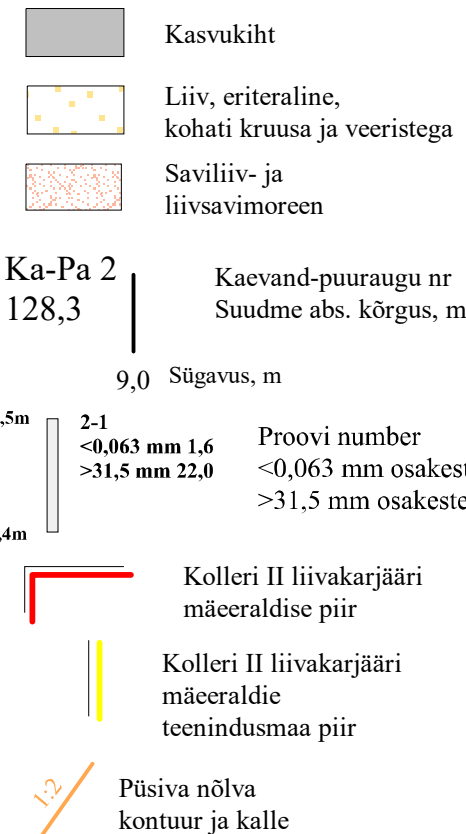 Kasvukiht
Liiv, eriteraline,
kohati kruusa ja veeristega
Saviliiv- ja
liivsavimoreen
Ka-Pa 2
128,3
Kaevand-puuraugu nr
Suudme abs. kõrgus, m
9,0 Sügavus, m
,5m
2-1
<0,063 mm 1,6
>31,5 mm 22,0
,4m
Proovi number
<0,063 mm osakest
>31,5 mm osakeste
Kolleri II liivakarjääri
mäeeraldise piir
Kolleri II liivakarjääri
mäeeraldie
teenindusmaa piir
1:2
Püsiva nõlva
kontuur ja kalle